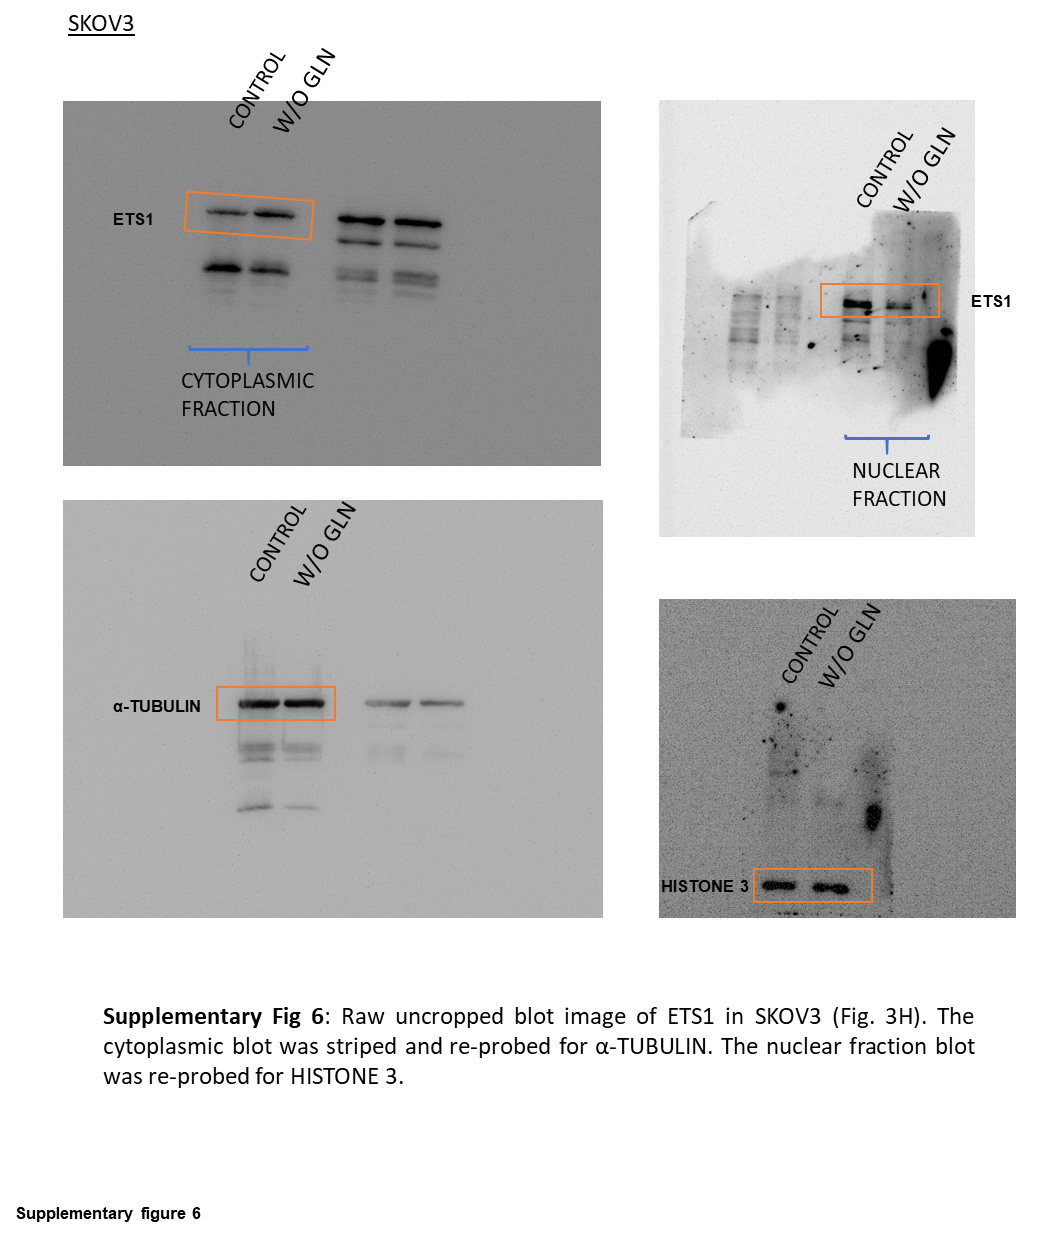 SKOV3
CONTROL
W/O GLN
ETS1
CYTOPLASMIC
FRACTION
CONTROL
W/O GLN
ETS1
NUCLEAR
FRACTION
CONTROL
W/O GLN
α-TUBULIN
CONTROL
W/O GLN
HISTONE 3
Supplementary Fig 6: Raw uncropped blot image of ETS1 in SKOV3 (Fig. 3H). The
cytoplasmic blot was striped and re-probed for α-TUBULIN. The nuclear fraction blot
was re-probed for HISTONE 3.
Supplementary figure 6